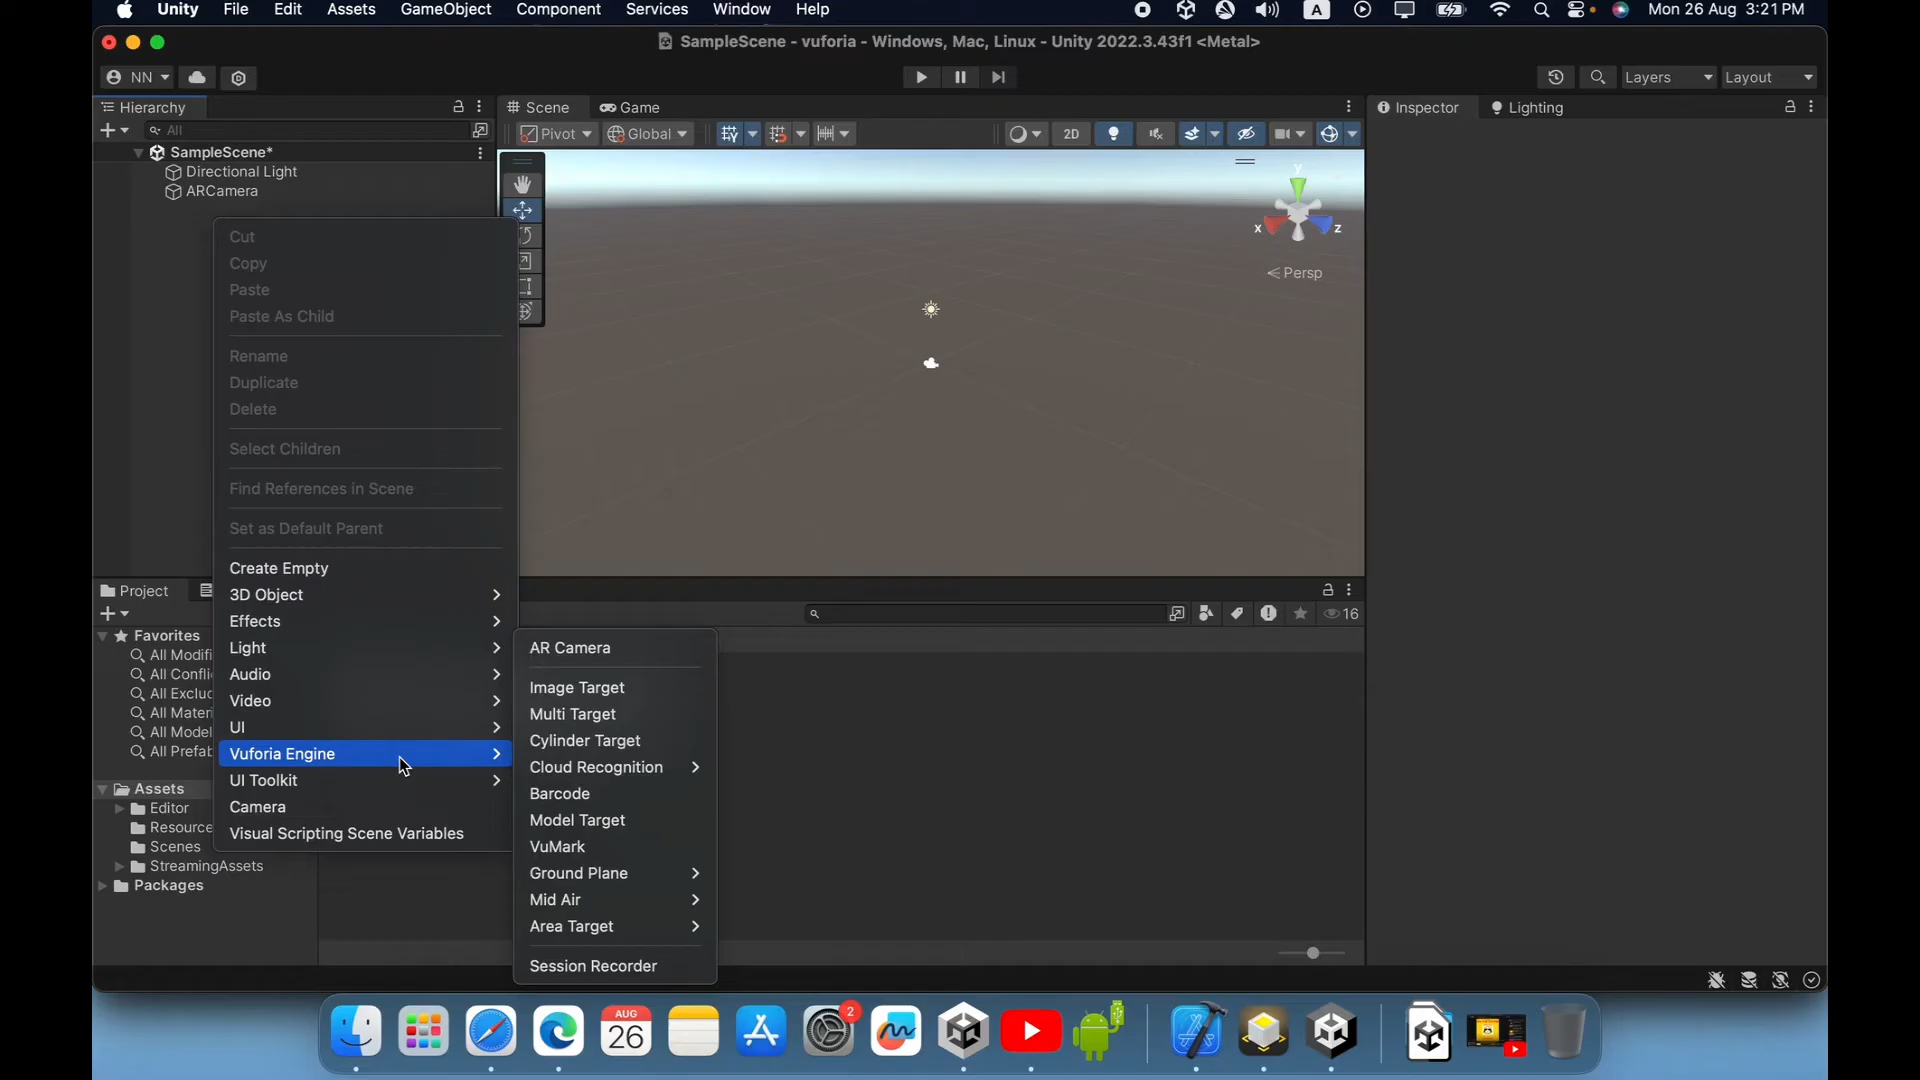 Unity File Edit Assets GameObject Component Services Window Help A Mon 26 Aug 3:21 PM
SampleScene - vuforia - Windows, Mac, Linux - Unity 2022.3.43f1 <Metal>
NN Layers Layout
Hierarchy Scene Game Inspector Lighting
All Pivot Global 2D
SampleScene*
Directional Light
ARCamera
y
x z
Persp
Cut
Copy
Paste
Paste As Child
Rename
Duplicate
Delete
Select Children
Find References in Scene
Set as Default Parent
Create Empty
3D Object
Effects
Light
Audio
Video
UI
Vuforia Engine
UI Toolkit
Camera
Visual Scripting Scene Variables
AR Camera
Image Target
Multi Target
Cylinder Target
Cloud Recognition
Barcode
Model Target
VuMark
Ground Plane
Mid Air
Area Target
Session Recorder
Project
16
Favorites
All Modifi
All Confli
All Exclud
All Mater
All Model
All Prefab
Assets
Editor
Resource
Scenes
StreamingAssets
Packages
AUG
26
2